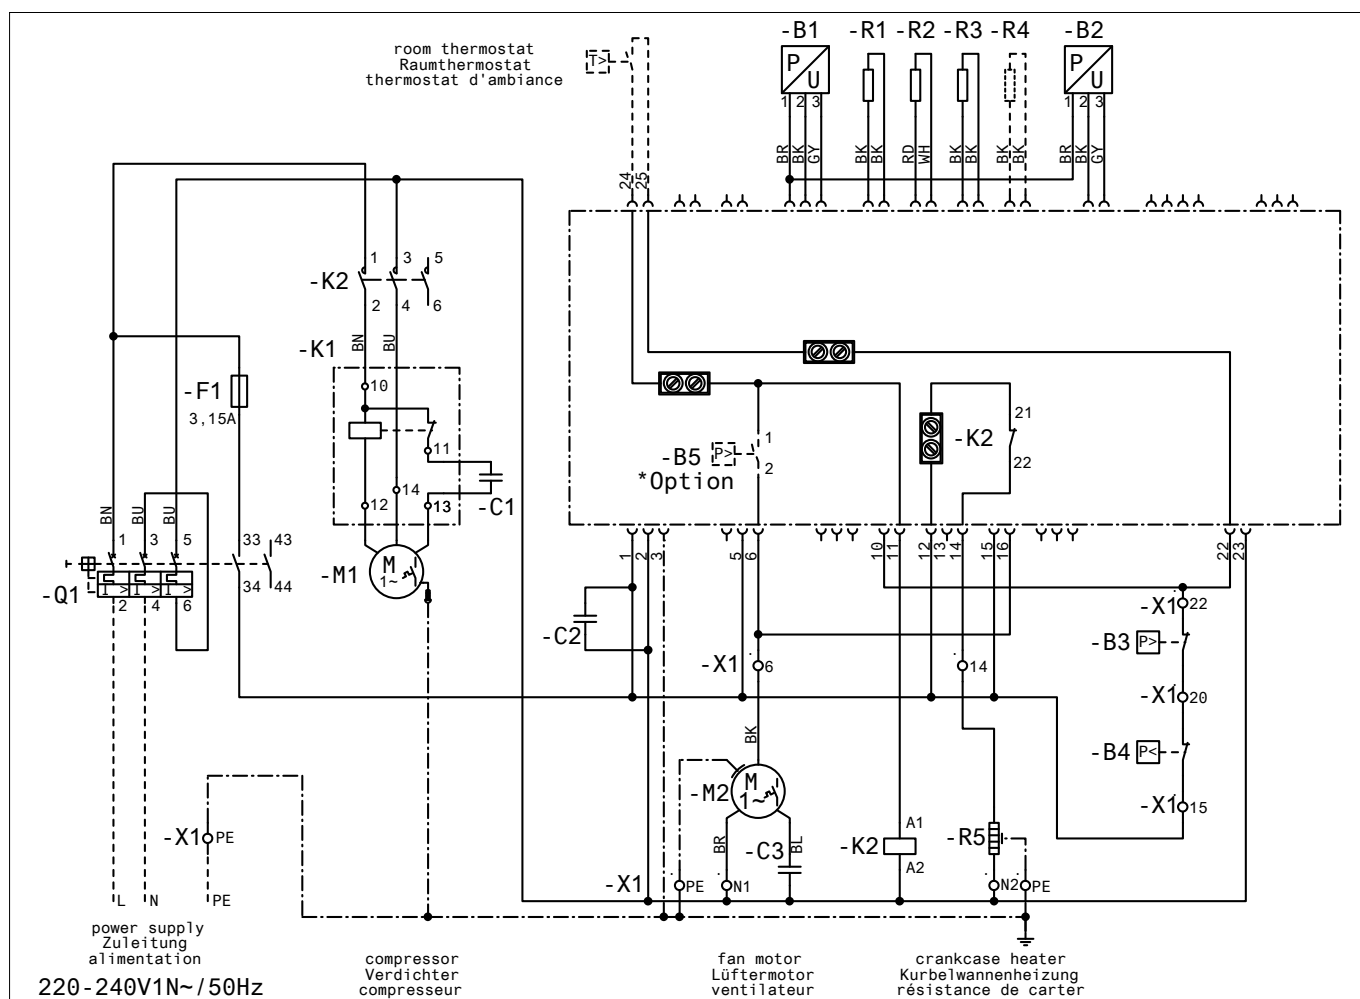 room thermostat
Raumthermostat
thermostat d'ambiance
T>
-B1 -R1 -R2 -R3 -R4 -B2
P U
P U
1 2 3
1 2 3
BR BK GY BK BK RD WH BK BK BK BK BR BK GY
24 25
1 3 5
-K2
2 4 6
BN BU
-K1
-F1
3,15A
10
11
12 14 13
-C1
-B5 P> 1 2
*Option
-K2 21 22
BN BU BU
1 3 5 33 43
-Q1
I> I> I>
2 4 6 34 44
-M1 M 1~
1 2 3 5 6 10 11 12 13 14 15 16 22 23
-C2
-X1 6
14
-X1 22
-B3 P>
-X1 20
-B4 P<
-X1 15
BK
-M2 M 1~
BR BL
-C3
-K2 A1 A2
-R5
-X1 PE
-X1 PE N1 N2 PE
L N PE
power supply
Zuleitung
alimentation
220-240V1N~/50Hz
compressor
Verdichter
compresseur
fan motor
Lüftermotor
ventilateur
crankcase heater
Kurbelwannenheizung
résistance de carter